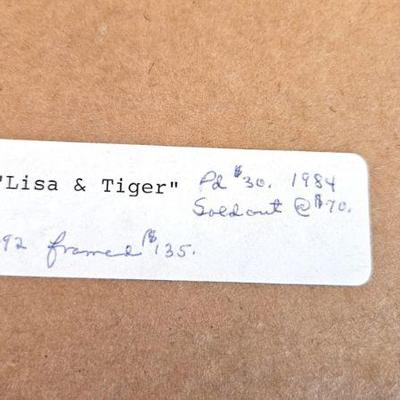 "Lisa & Tiger" Pd $30. 1984
Sold out @ $70.
92 framed $135.